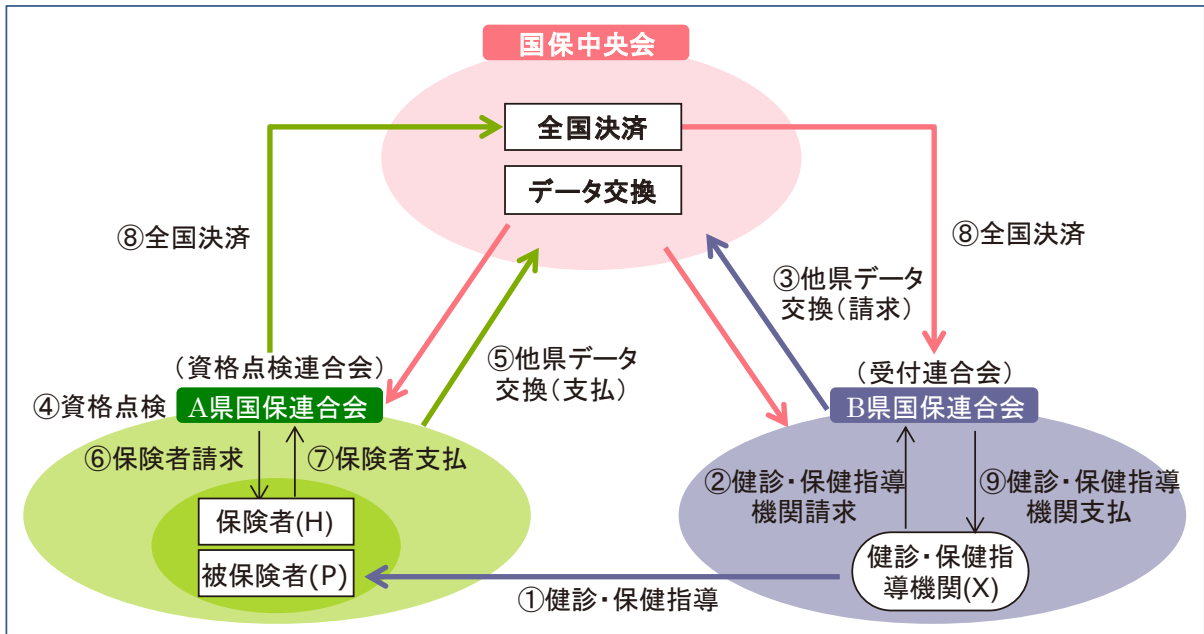 国保中央会
全国決済
データ交換
⑧全国決済
⑧全国決済
③他県データ
交換(請求)
⑤他県データ
交換(支払)
(資格点検連合会)
④資格点検
A県国保連合会
(受付連合会)
B県国保連合会
⑥保険者請求
⑦保険者支払
②健診・保健指導
機関請求
⑨健診・保健指導
機関支払
保険者(H)
被保険者(P)
健診・保健指
導機関(X)
①健診・保健指導